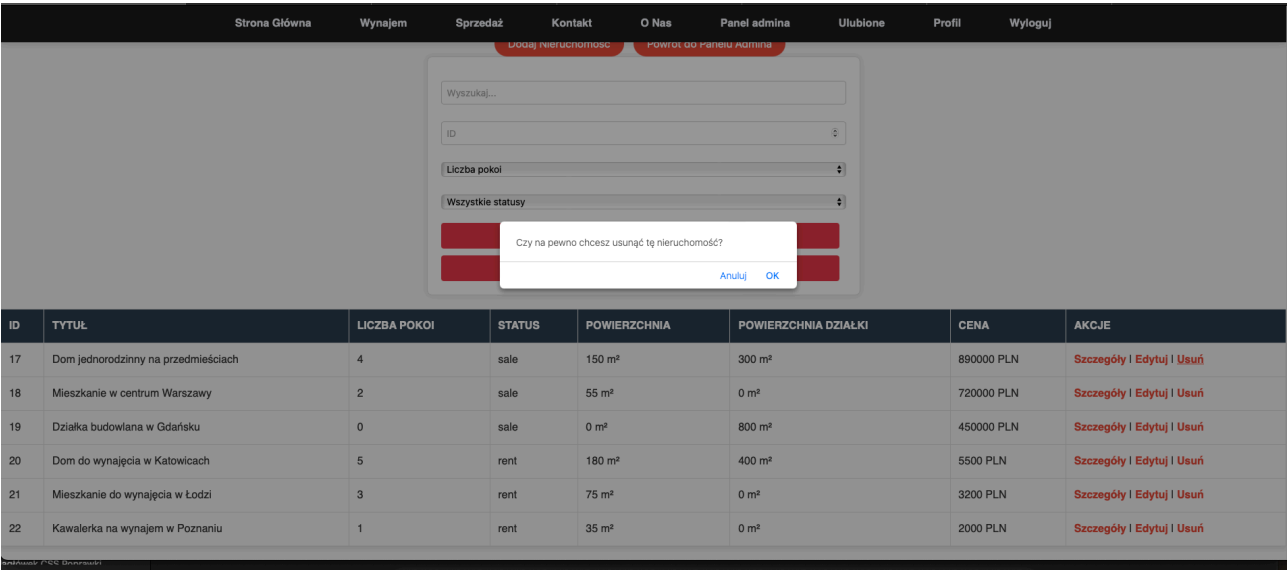 Strona Główna Wynajem Sprzedaż Kontakt O Nas Panel admina Ulubione Profil Wyloguj
Dodaj Nieruchomość Powrót do Panelu Admina
Wyszukaj...
ID
Liczba pokoi
Wszystkie statusy
Czy na pewno chcesz usunąć tę nieruchomość?
Anuluj OK
ID TYTUŁ LICZBA POKOI STATUS POWIERZCHNIA POWIERZCHNIA DZIAŁKI CENA AKCJE
17 Dom jednorodzinny na przedmieściach 4 sale 150 m² 300 m² 890000 PLN Szczegóły | Edytuj | Usuń
18 Mieszkanie w centrum Warszawy 2 sale 55 m² 0 m² 720000 PLN Szczegóły | Edytuj | Usuń
19 Działka budowlana w Gdańsku 0 sale 0 m² 800 m² 450000 PLN Szczegóły | Edytuj | Usuń
20 Dom do wynajęcia w Katowicach 5 rent 180 m² 400 m² 5500 PLN Szczegóły | Edytuj | Usuń
21 Mieszkanie do wynajęcia w Łodzi 3 rent 75 m² 0 m² 3200 PLN Szczegóły | Edytuj | Usuń
22 Kawalerka na wynajem w Poznaniu 1 rent 35 m² 0 m² 2000 PLN Szczegóły | Edytuj | Usuń
CSS Poprawki